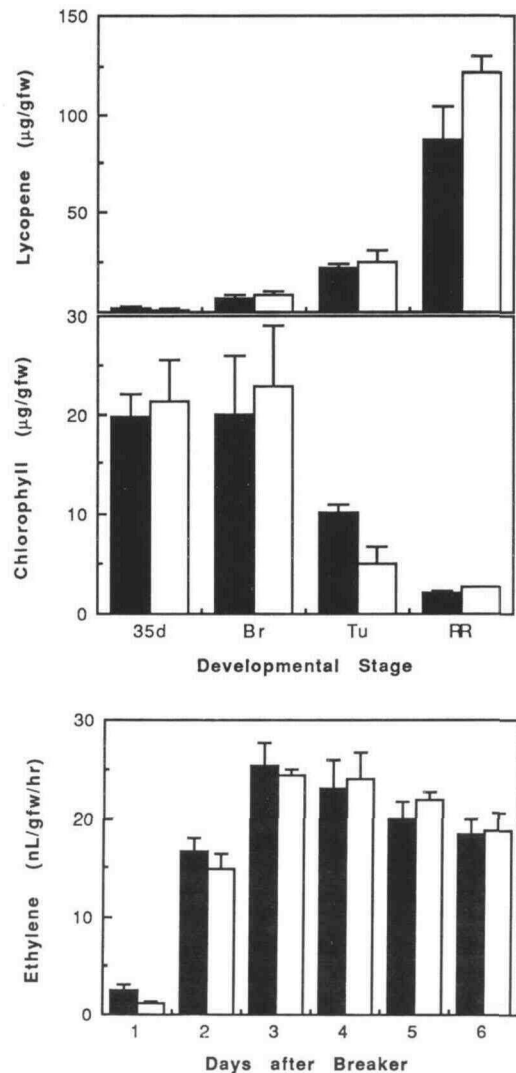 150
100
50
Lycopene (μg/gfw)
30
20
10
0
Chlorophyll (μg/gfw)
35d Br Tu RR
Developmental Stage
30
20
10
0
Ethylene (nL/gfw/hr)
1 2 3 4 5 6
Days after Breaker